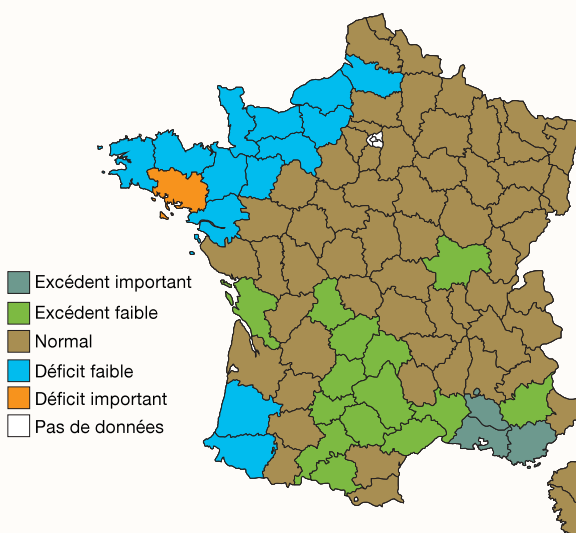 Excédent important
Excédent faible
Normal
Déficit faible
Déficit important
Pas de données